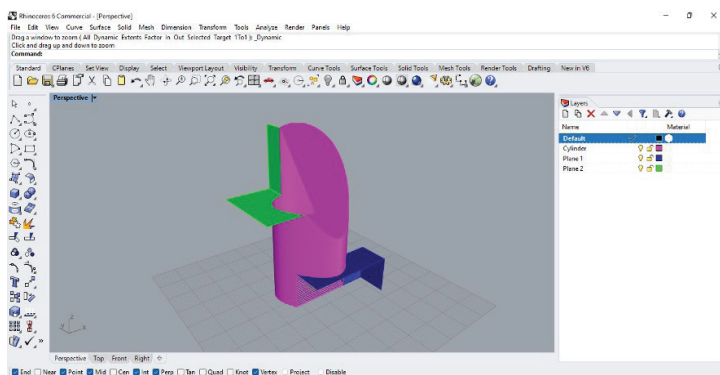 Rhinoceros 6 Commercial - [Perspective]
File Edit View Curve Surface Solid Mesh Dimension Transform Tools Analyze Render Panels Help
Drag a window to zoom ( All Dynamic Extents Factor In Out Selected Target 1To1 ): _Dynamic
Click and drag up and down to zoom
Command:
Standard CPlanes Set View Display Select Viewport Layout Visibility Transform Curve Tools Surface Tools Solid Tools Mesh Tools Render Tools Drafting New in V6
Perspective
Layers
Name Material
Default
Cylinder
Plane 1
Plane 2
z
y x
Perspective Top Front Right
End Near Point Mid Cen Int Perp Tan Quad Knot Vertex Project Disable